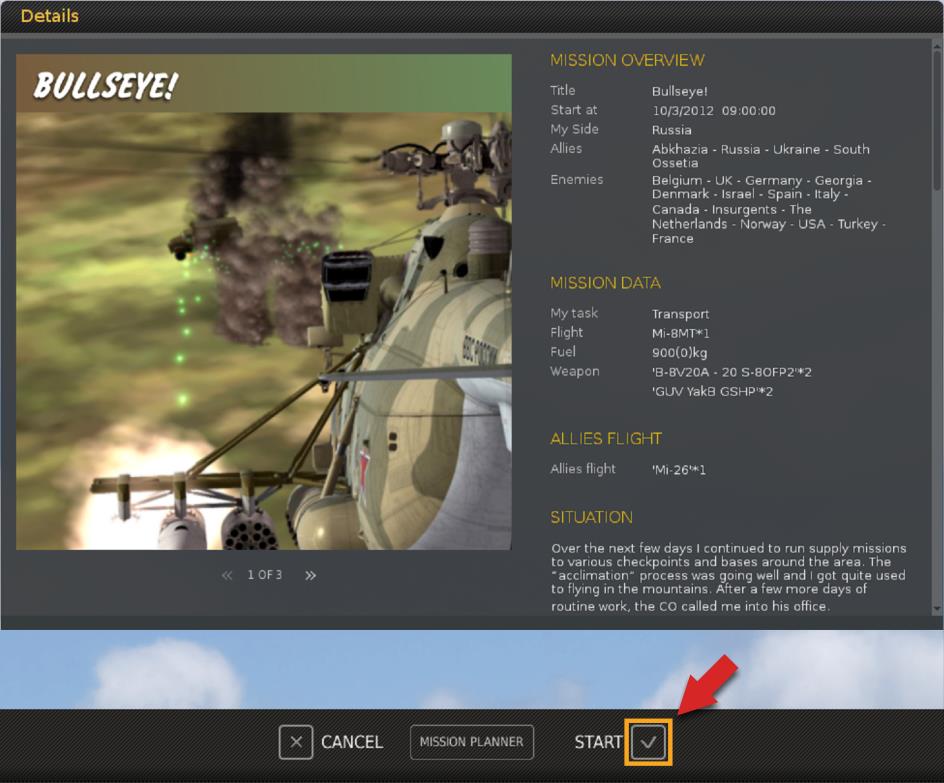 Details
BULLSEYE!
1 OF 3
MISSION OVERVIEW
Title Bullseye!
Start at 10/3/2012 09:00:00
My Side Russia
Allies Abkhazia - Russia - Ukraine - South
Ossetia
Enemies Belgium - UK - Germany - Georgia -
Denmark - Israel - Spain - Italy -
Canada - Insurgents - The
Netherlands - Norway - USA - Turkey -
France
MISSION DATA
My task Transport
Flight Mi-8MT*1
Fuel 900(0)kg
Weapon 'B-8V20A - 20 S-8OFP2'*2
'GUV YakB GSHP'*2
ALLIES FLIGHT
Allies flight 'Mi-26'*1
SITUATION
Over the next few days I continued to run supply missions
to various checkpoints and bases around the area. The
“acclimation” process was going well and I got quite used
to flying in the mountains. After a few more days of
routine work, the CO called me into his office.
CANCEL
MISSION PLANNER
START